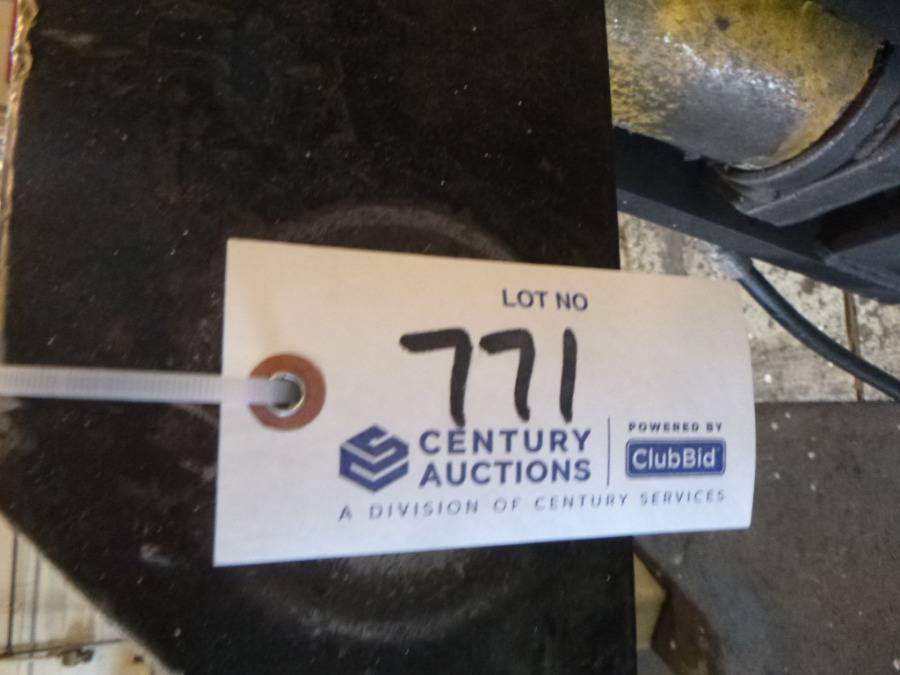 LOT NO
771
CENTURY
AUCTIONS
POWERED BY
ClubBid
A DIVISION OF CENTURY SERVICES